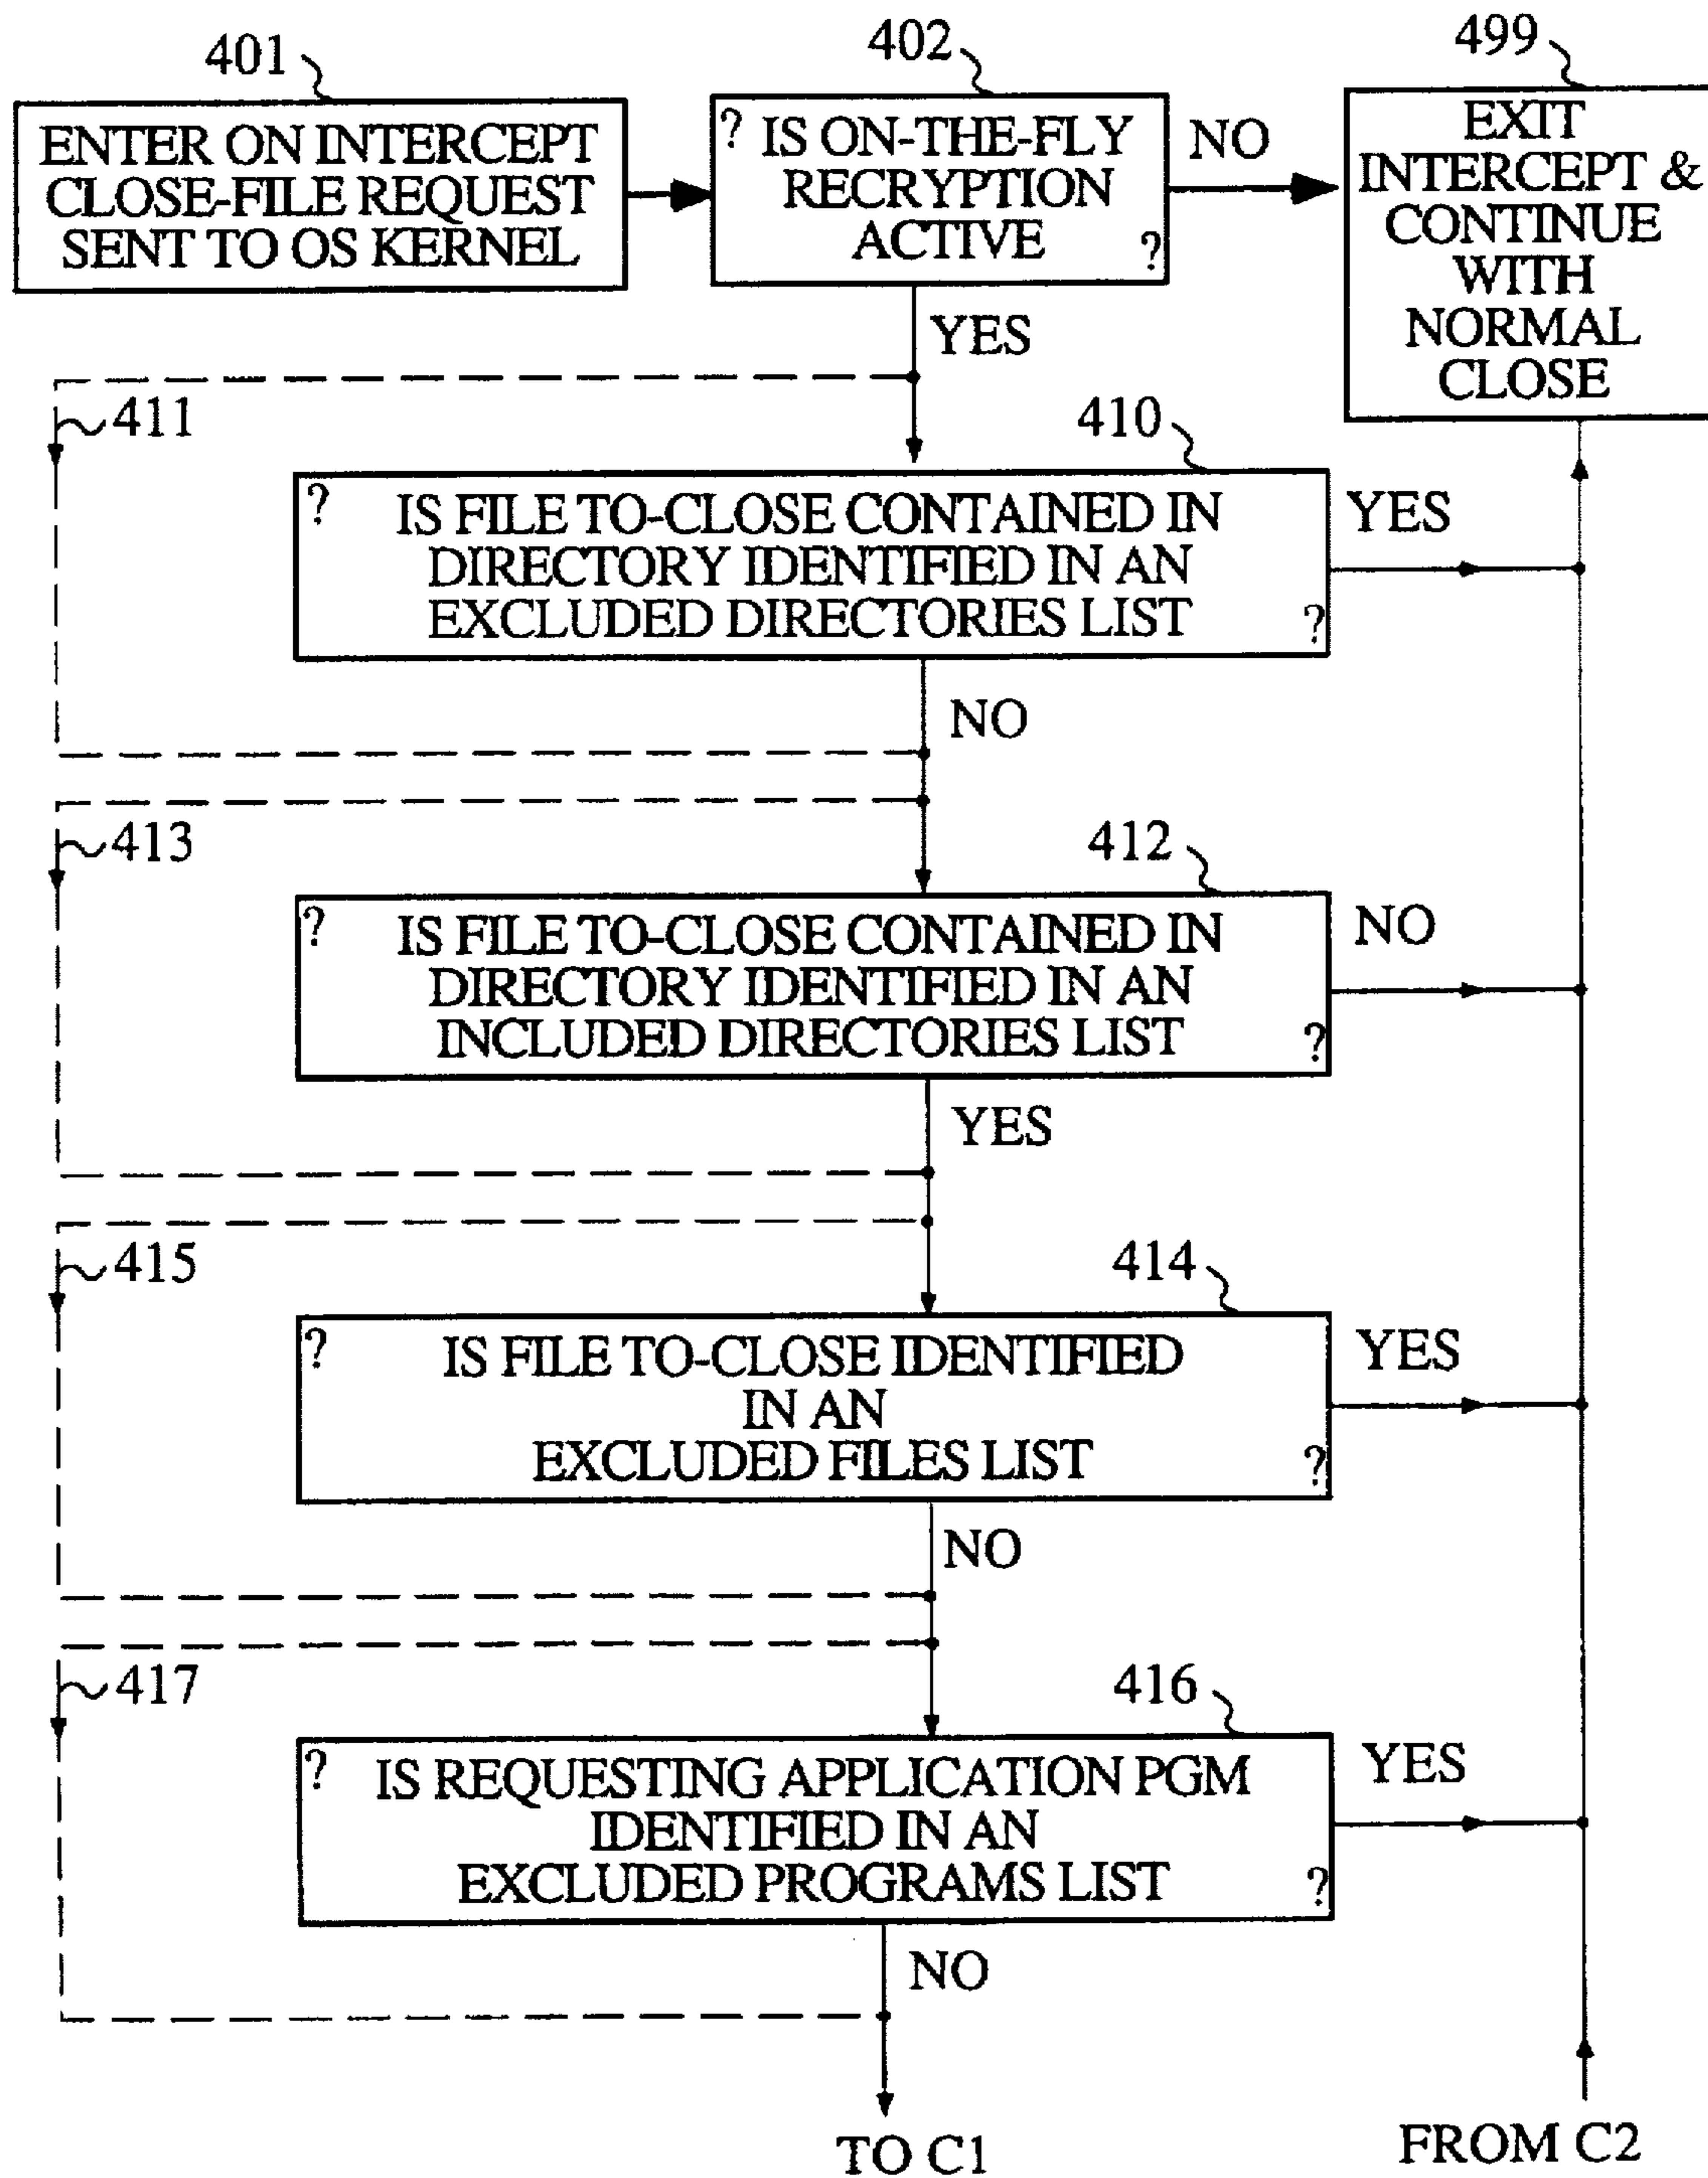 401
ENTER ON INTERCEPT
CLOSE-FILE REQUEST
SENT TO OS KERNEL
402
? IS ON-THE-FLY
RECRYPTION
ACTIVE ?
NO
499
EXIT
INTERCEPT &
CONTINUE
WITH
NORMAL
CLOSE
YES
411
410
? IS FILE TO-CLOSE CONTAINED IN
DIRECTORY IDENTIFIED IN AN
EXCLUDED DIRECTORIES LIST ?
YES
NO
413
412
? IS FILE TO-CLOSE CONTAINED IN
DIRECTORY IDENTIFIED IN AN
INCLUDED DIRECTORIES LIST ?
NO
YES
415
414
? IS FILE TO-CLOSE IDENTIFIED
IN AN
EXCLUDED FILES LIST ?
YES
NO
417
416
? IS REQUESTING APPLICATION PGM
IDENTIFIED IN AN
EXCLUDED PROGRAMS LIST ?
YES
NO
TO C1
FROM C2